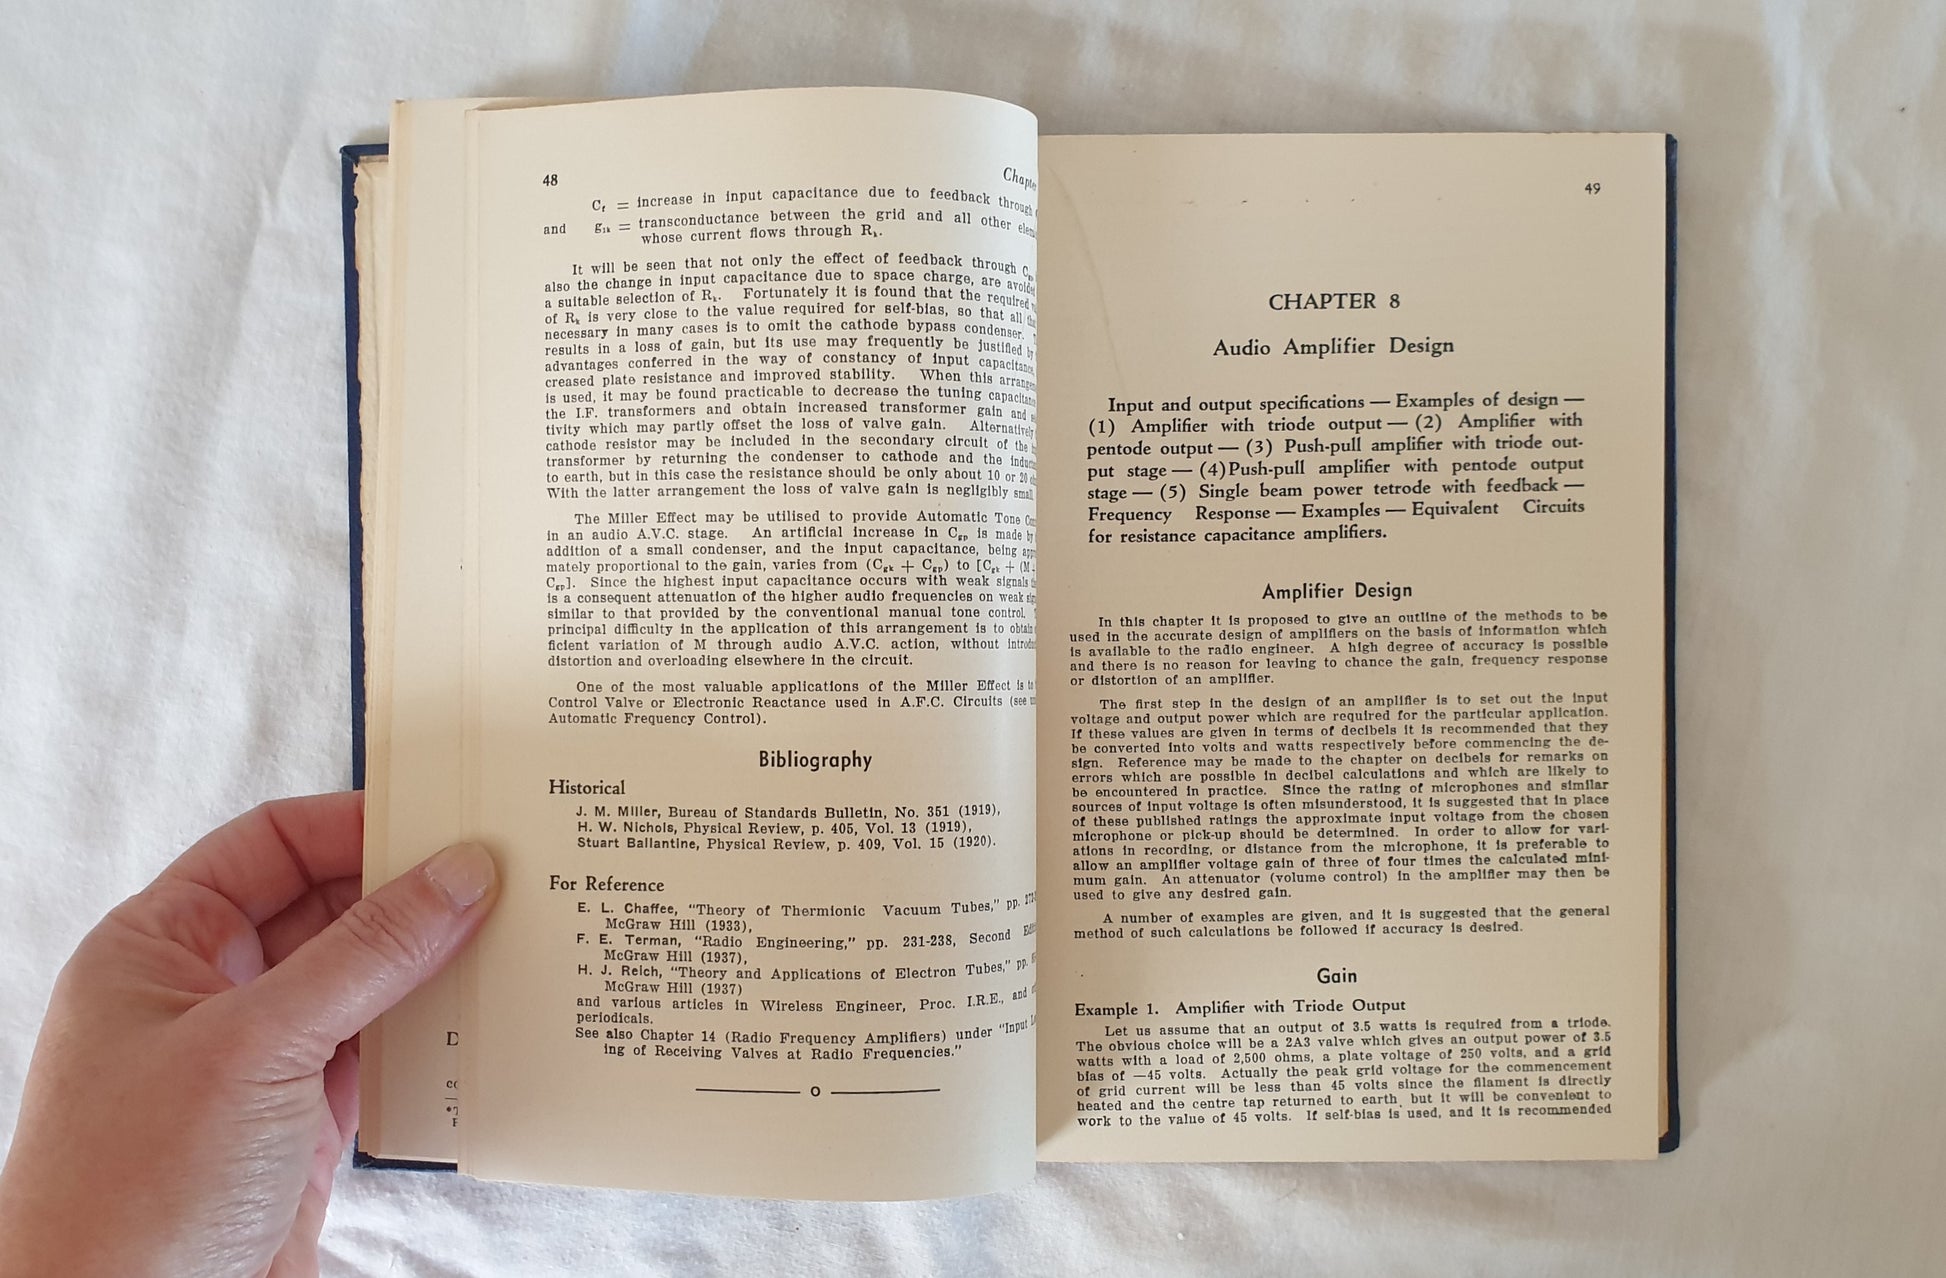 48
C_f = increase in input capacitance due to feedback through
and g_1k = transconductance between the grid and all other
whose current flows through R_k.
It will be seen that not only the effect of feedback through
also the change in input capacitance due to space charge, are avoided
a suitable selection of R_k. Fortunately it is found that the required
of R_k is very close to the value required for self-bias, so that all
necessary in many cases is to omit the cathode bypass condenser.
results in a loss of gain, but its use may frequently be justified by
advantages conferred in the way of constancy of input capacitance,
creased plate resistance and improved stability. When this
is used, it may be found practicable to decrease the tuning
the I.F. transformers and obtain increased transformer gain and
tivity which may partly offset the loss of valve gain. Alternatively
cathode resistor may be included in the secondary circuit of the
transformer by returning the condenser to cathode and the
to earth, but in this case the resistance should be only about 10 or 20
With the latter arrangement the loss of valve gain is negligibly small
The Miller Effect may be utilised to provide Automatic Tone
in an audio A.V.C. stage. An artificial increase in C_gp is made by
addition of a small condenser, and the input capacitance, being
mately proportional to the gain, varies from (C_gk + C_gp) to [C_gk + (M
C_gp]. Since the highest input capacitance occurs with weak signals
is a consequent attenuation of the higher audio frequencies on weak
similar to that provided by the conventional manual tone control.
principal difficulty in the application of this arrangement is to obtain
ficient variation of M through audio A.V.C. action, without
distortion and overloading elsewhere in the circuit.
One of the most valuable applications of the Miller Effect is to
Control Valve or Electronic Reactance used in A.F.C. Circuits (see
Automatic Frequency Control).
Bibliography
Historical
J. M. Miller, Bureau of Standards Bulletin, No. 351 (1919),
H. W. Nichols, Physical Review, p. 405, Vol. 13 (1919),
Stuart Ballantine, Physical Review, p. 409, Vol. 15 (1920).
For Reference
E. L. Chaffee, "Theory of Thermionic Vacuum Tubes," pp.
McGraw Hill (1933),
F. E. Terman, "Radio Engineering," pp. 231-238, Second
McGraw Hill (1937),
H. J. Reich, "Theory and Applications of Electron Tubes," pp.
McGraw Hill (1937)
and various articles in Wireless Engineer, Proc. I.R.E., and
periodicals.
See also Chapter 14 (Radio Frequency Amplifiers) under "Input
ing of Receiving Valves at Radio Frequencies."
49
CHAPTER 8
Audio Amplifier Design
Input and output specifications — Examples of design —
(1) Amplifier with triode output — (2) Amplifier with
pentode output — (3) Push-pull amplifier with triode out-
put stage — (4)Push-pull amplifier with pentode output
stage — (5) Single beam power tetrode with feedback —
Frequency Response — Examples — Equivalent Circuits
for resistance capacitance amplifiers.
Amplifier Design
In this chapter it is proposed to give an outline of the methods to be
used in the accurate design of amplifiers on the basis of information which
is available to the radio engineer. A high degree of accuracy is possible
and there is no reason for leaving to chance the gain, frequency response
or distortion of an amplifier.
The first step in the design of an amplifier is to set out the input
voltage and output power which are required for the particular application.
If these values are given in terms of decibels it is recommended that they
be converted into volts and watts respectively before commencing the de-
sign. Reference may be made to the chapter on decibels for remarks on
errors which are possible in decibel calculations and which are likely to
be encountered in practice. Since the rating of microphones and similar
sources of input voltage is often misunderstood, it is suggested that in place
of these published ratings the approximate input voltage from the chosen
microphone or pick-up should be determined. In order to allow for vari-
ations in recording, or distance from the microphone, it is preferable to
allow an amplifier voltage gain of three of four times the calculated mini-
mum gain. An attenuator (volume control) in the amplifier may then be
used to give any desired gain.
A number of examples are given, and it is suggested that the general
method of such calculations be followed if accuracy is desired.
Gain
Example 1. Amplifier with Triode Output
Let us assume that an output of 3.5 watts is required from a triode.
The obvious choice will be a 2A3 valve which gives an output power of 3.5
watts with a load of 2,500 ohms, a plate voltage of 250 volts, and a grid
bias of —45 volts. Actually the peak grid voltage for the commencement
of grid current will be less than 45 volts since the filament is directly
heated and the centre tap returned to earth, but it will be convenient to
work to the value of 45 volts. If self-bias is used, and it is recommended